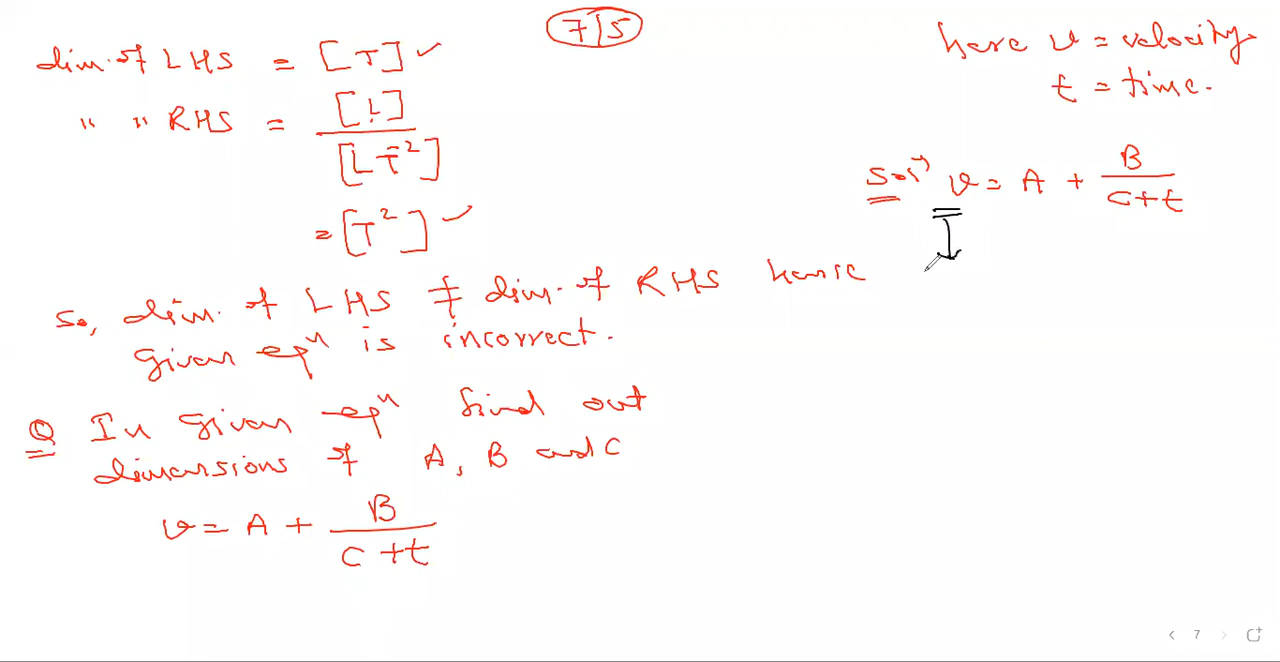 7/5
dim. of LHS = [T] ✓
" " RHS = [L] / [LT⁻²]
= [T²] ✓
So, dim. of LHS ≠ dim. of RHS hence
given eqⁿ is incorrect.
Q In given eqⁿ find out
dimensions of A, B and C
v = A + B / (C + t)
here v = velocity
t = time.
Solⁿ v = A + B / (C + t)
7